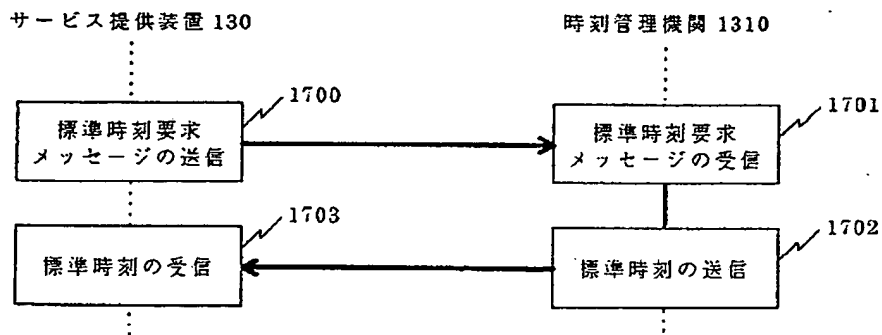 サービス提供装置 130
時刻管理機関 1310
1700
標準時刻要求
メッセージの送信
1701
標準時刻要求
メッセージの受信
1703
標準時刻の受信
1702
標準時刻の送信